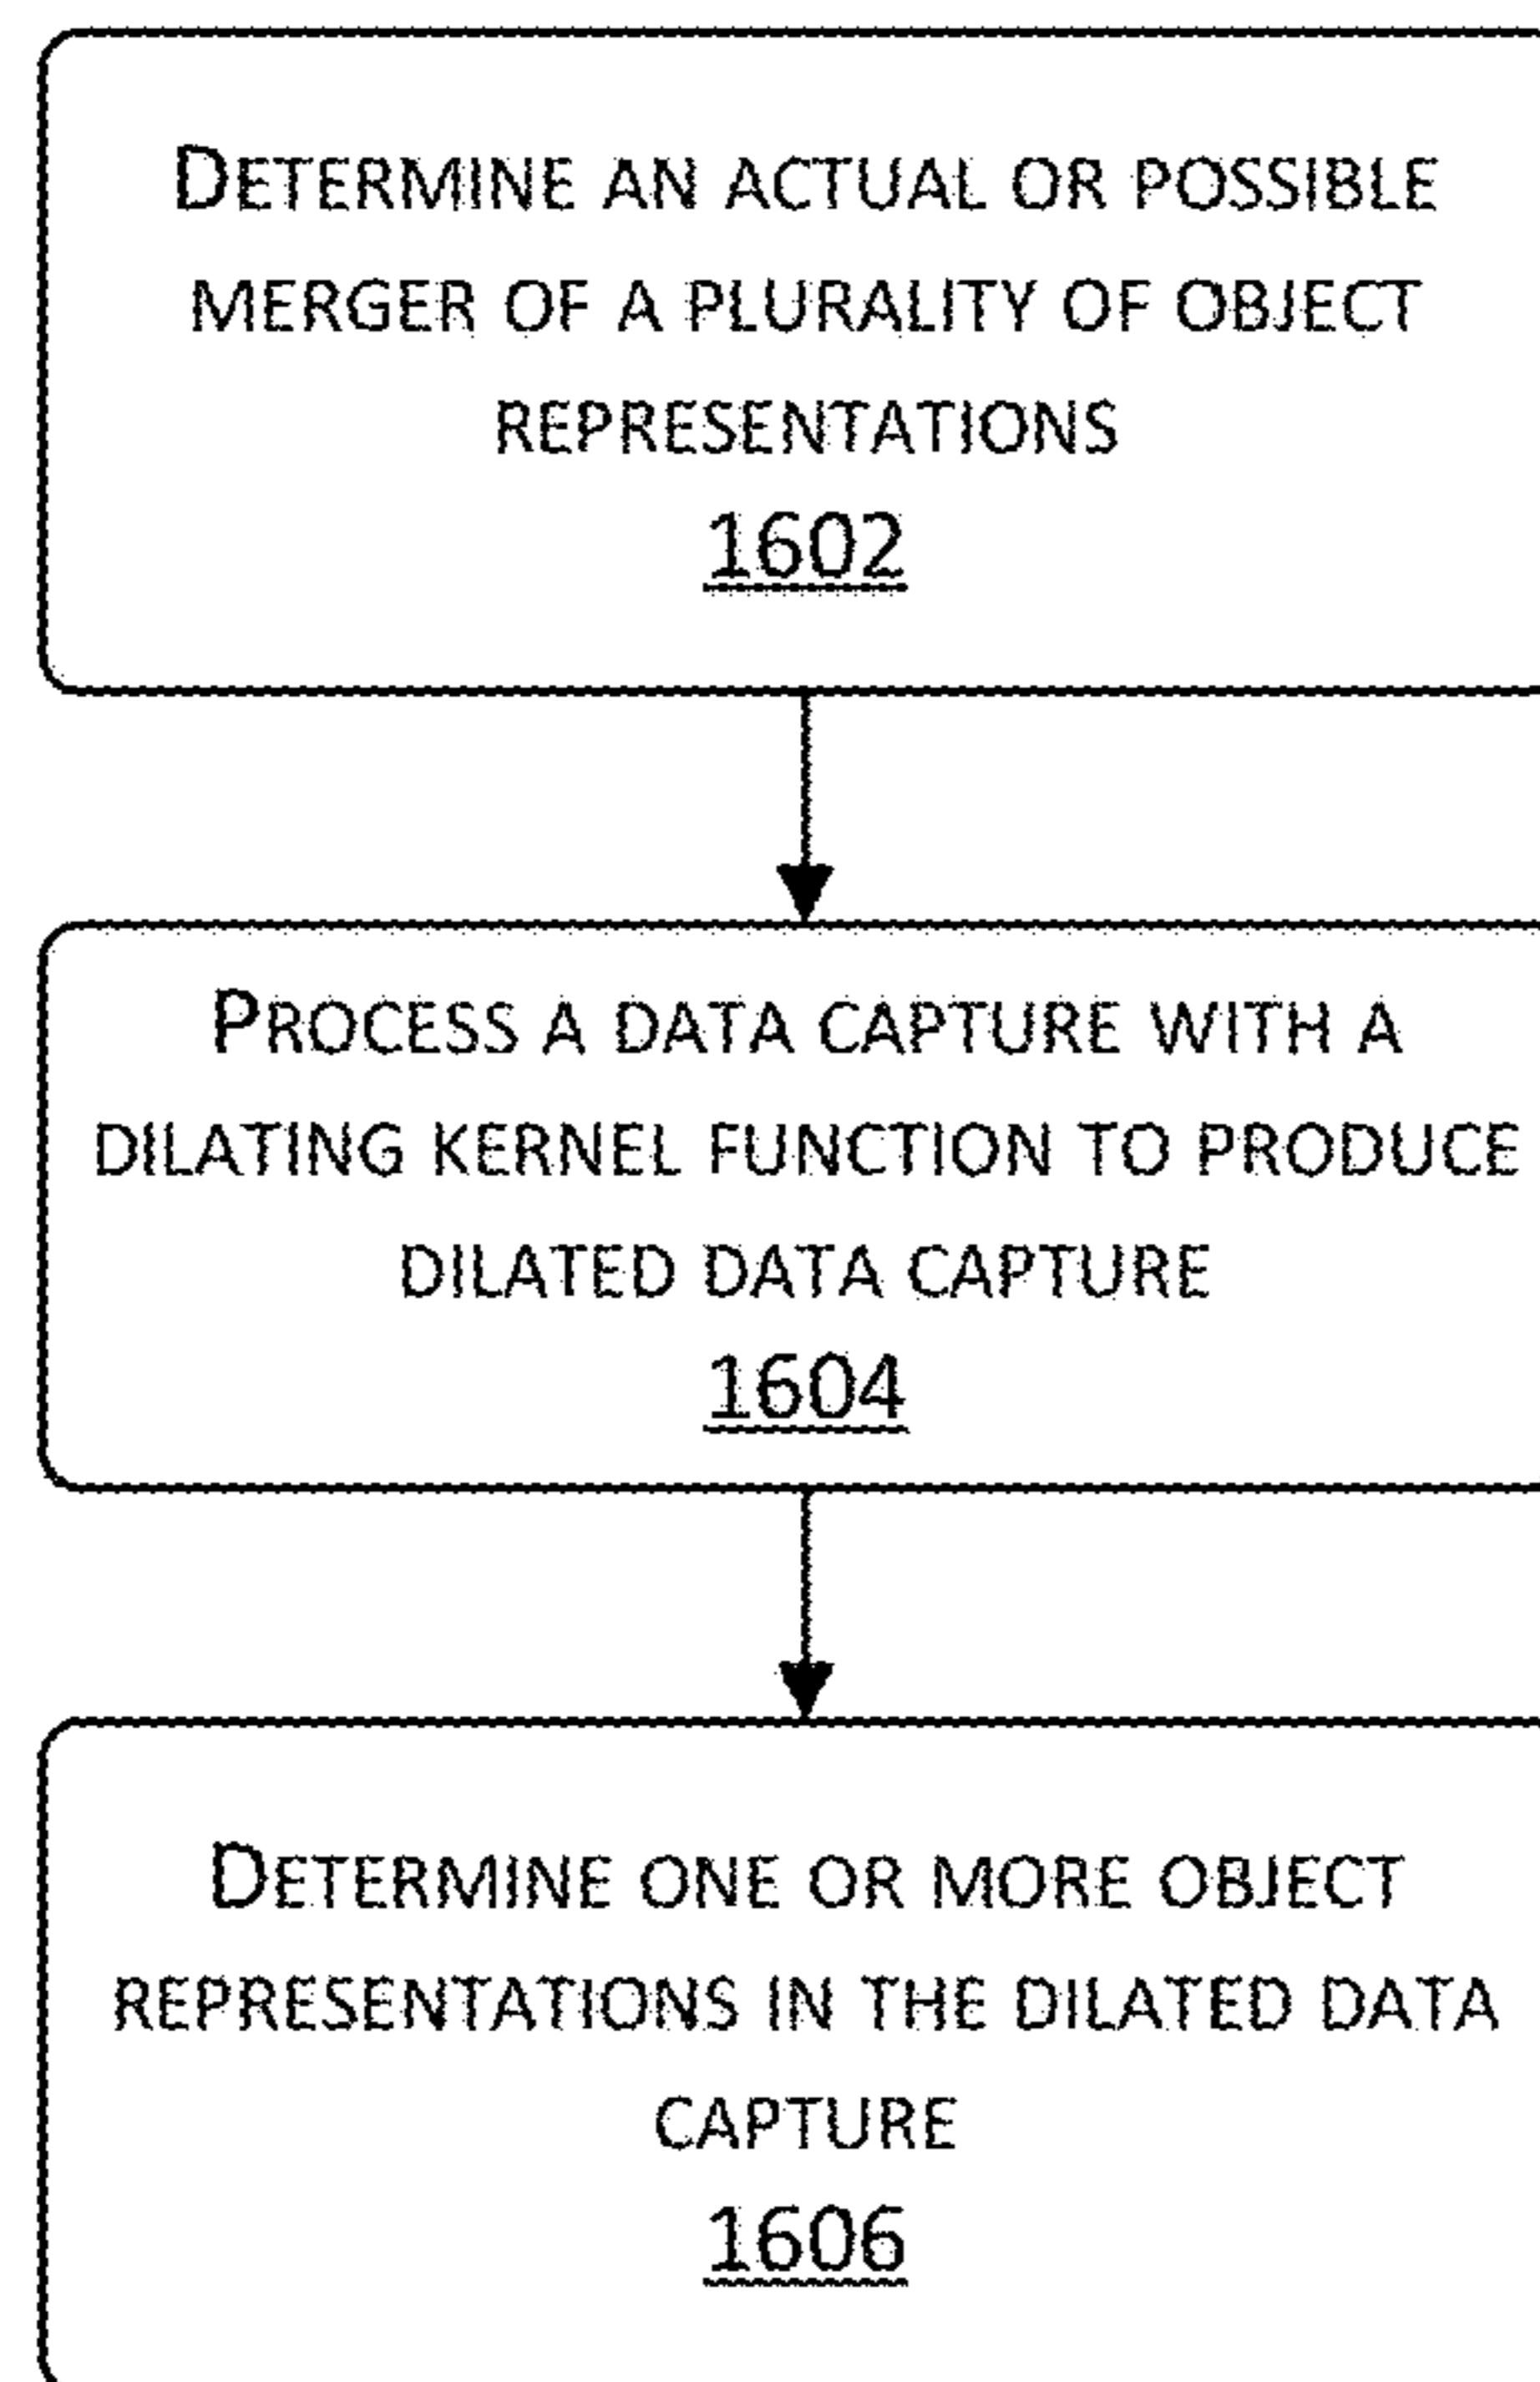 DETERMINE AN ACTUAL OR POSSIBLE
MERGER OF A PLURALITY OF OBJECT
REPRESENTATIONS
1602
PROCESS A DATA CAPTURE WITH A
DILATING KERNEL FUNCTION TO PRODUCE
DILATED DATA CAPTURE
1604
DETERMINE ONE OR MORE OBJECT
REPRESENTATIONS IN THE DILATED DATA
CAPTURE
1606